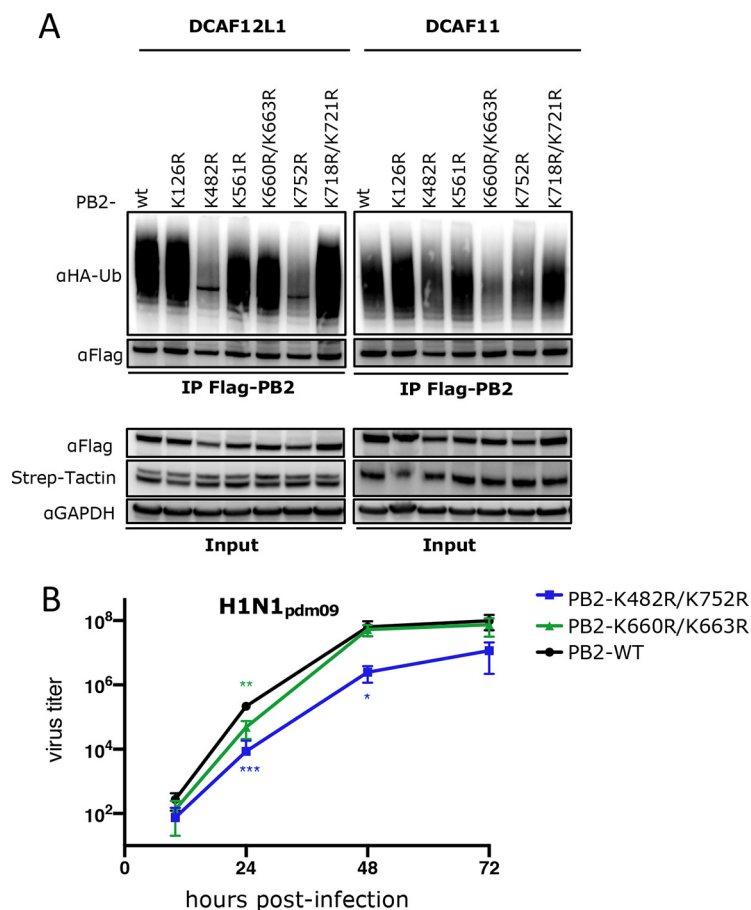 A
DCAF12L1 DCAF11
PB2- wt K126R K482R K561R K660R/K663R K752R K718R/K721R wt K126R K482R K561R K660R/K663R K752R K718R/K721R
αHA-Ub
αFlag
IP Flag-PB2 IP Flag-PB2
αFlag
Strep-Tactin
αGAPDH
Input Input
B
H1N1pdm09
PB2-K482R/K752R
PB2-K660R/K663R
PB2-WT
virus titer
10⁸
10⁶
10⁴
10²
**
*
***
0 24 48 72
hours post-infection